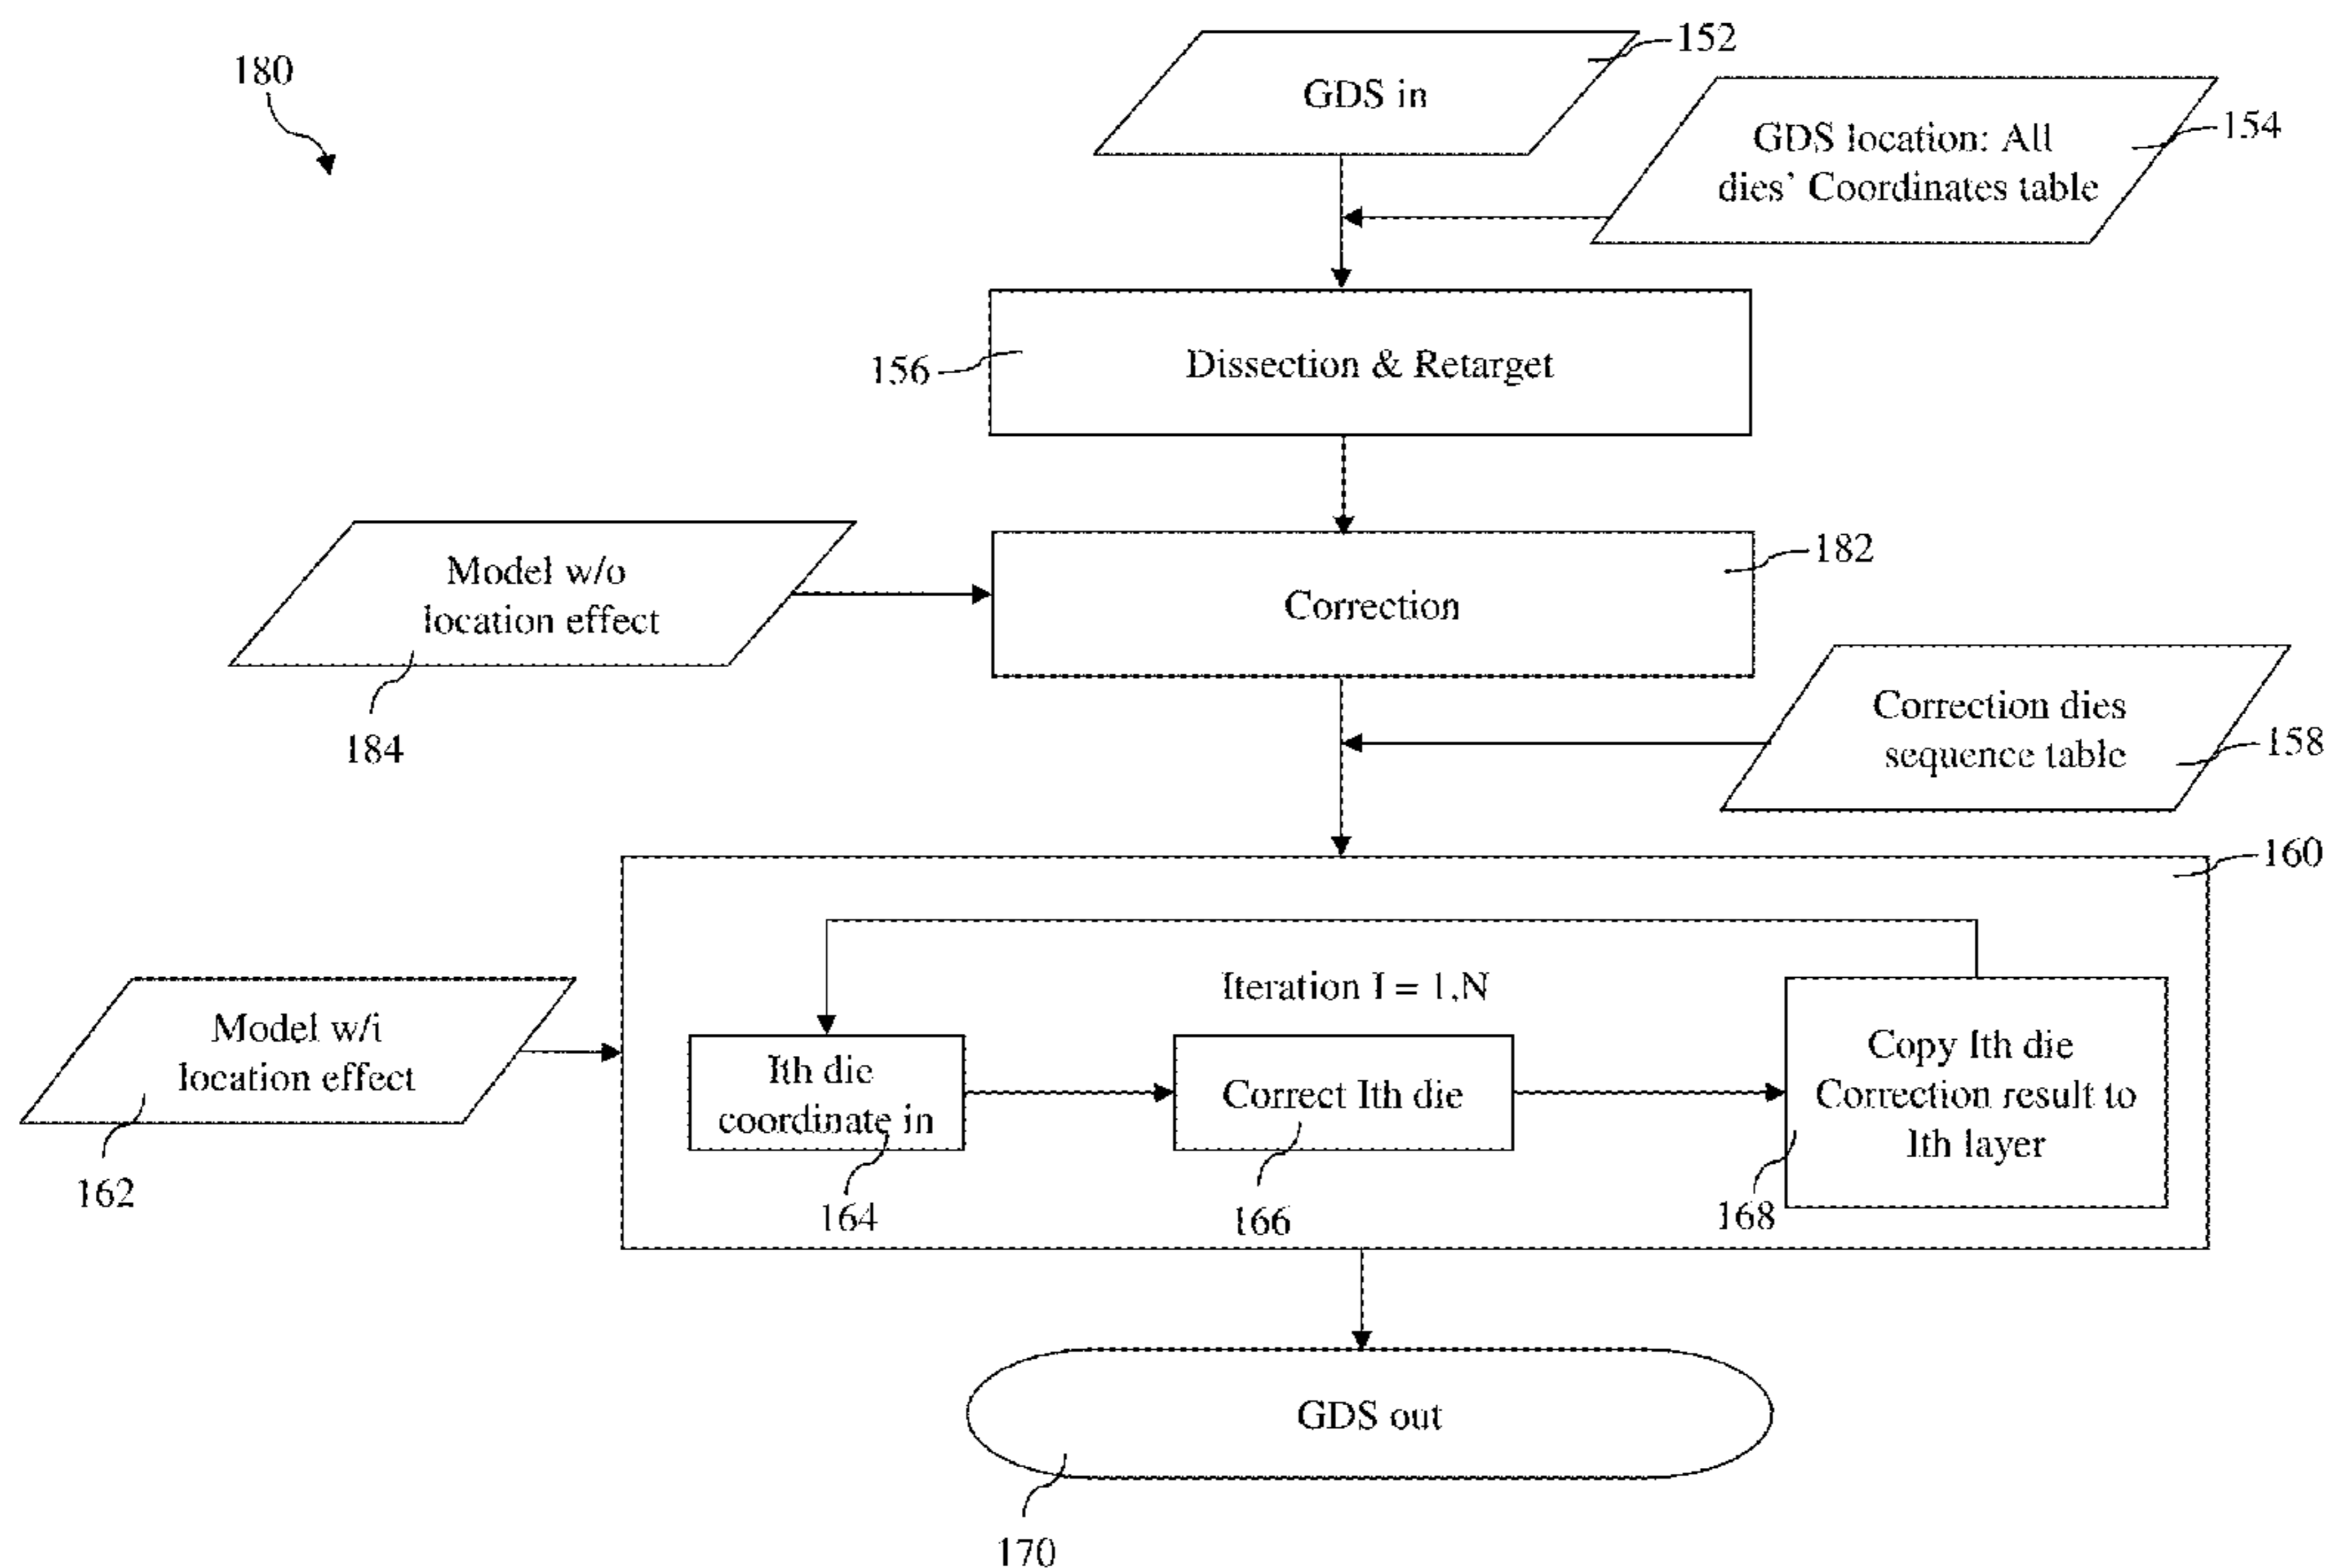 180
GDS in
152
GDS location: All
dies' Coordinates table
154
Dissection & Retarget
156
Model w/o
location effect
184
Correction
182
Correction dies
sequence table
158
160
Iteration I = 1,N
Model w/i
location effect
162
Ith die
coordinate in
164
Correct Ith die
166
Copy Ith die
Correction result to
Ith layer
168
GDS out
170